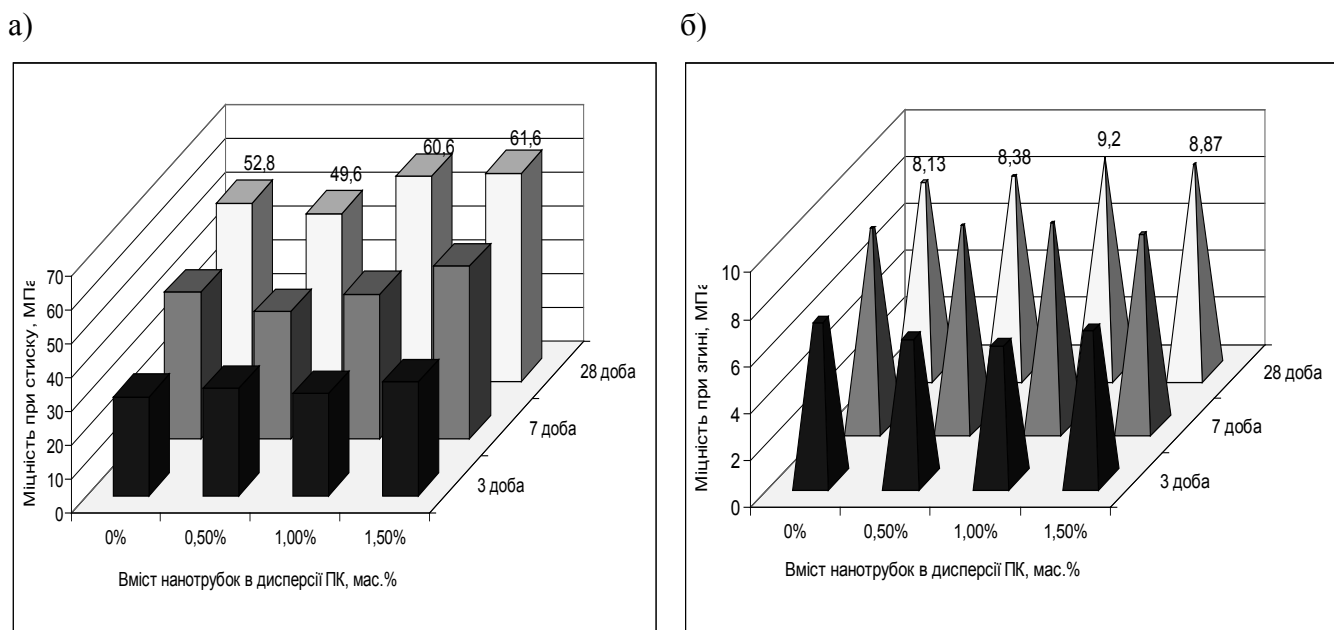 а)
б)
52,8
49,6
60,6
61,6
70
60
50
40
30
20
10
0
Міцність при стиску, МПа
28 доба
7 доба
3 доба
0%
0,50%
1,00%
1,50%
Вміст нанотрубок в дисперсії ПК, мас.%
8,13
8,38
9,2
8,87
10
8
6
4
2
0
Міцність при згині, МПа
28 доба
7 доба
3 доба
0%
0,50%
1,00%
1,50%
Вміст нанотрубок в дисперсії ПК, мас.%